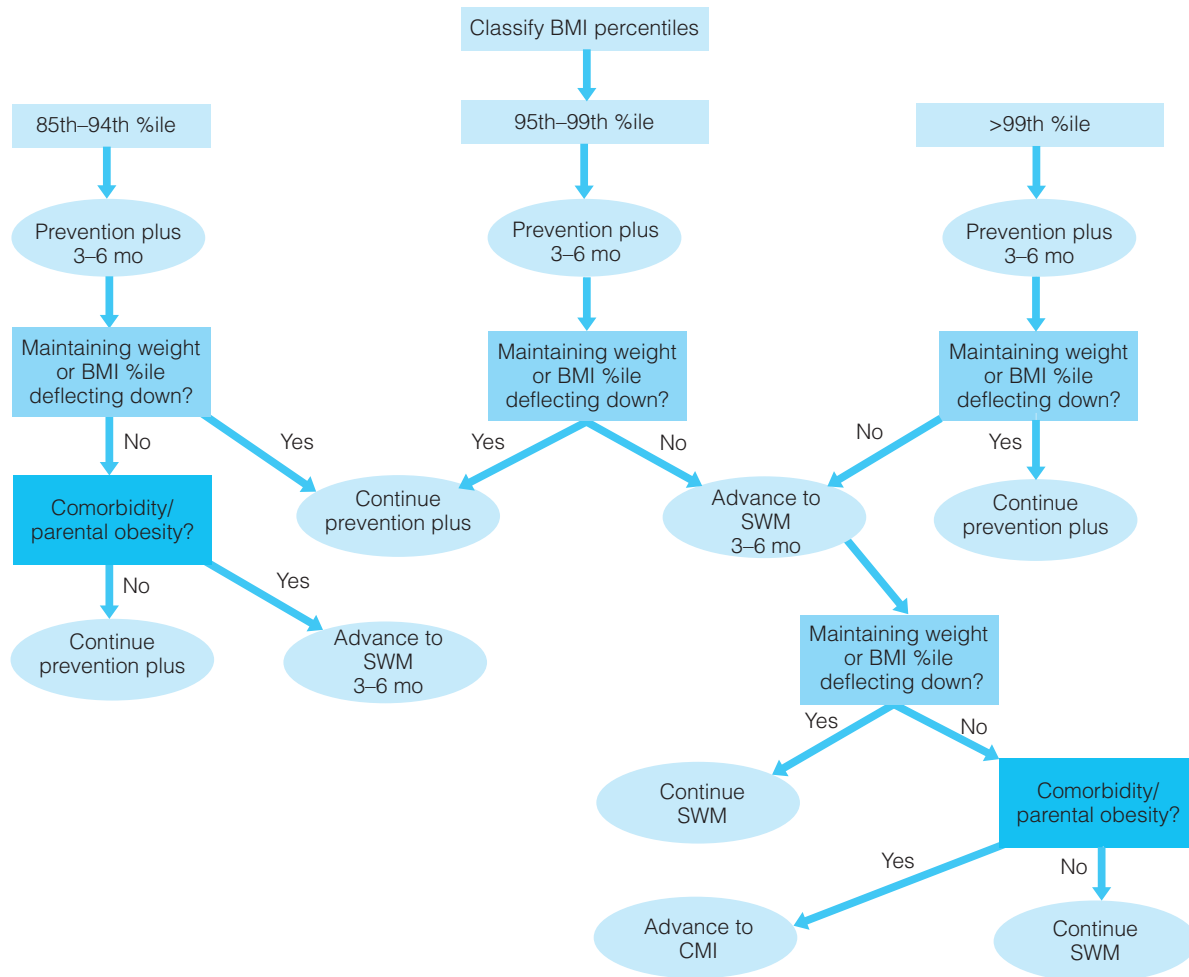 Classify BMI percentiles
85th–94th %ile
95th–99th %ile
>99th %ile
Prevention plus
3–6 mo
Prevention plus
3–6 mo
Prevention plus
3–6 mo
Maintaining weight
or BMI %ile
deflecting down?
Maintaining weight
or BMI %ile
deflecting down?
Maintaining weight
or BMI %ile
deflecting down?
No
Yes
Yes
No
No
Yes
Comorbidity/
parental obesity?
Continue
prevention plus
Advance to
SWM
3–6 mo
Continue
prevention plus
No
Yes
Continue
prevention plus
Advance to
SWM
3–6 mo
Maintaining weight
or BMI %ile
deflecting down?
Yes
No
Continue
SWM
Comorbidity/
parental obesity?
Yes
No
Advance to
CMI
Continue
SWM